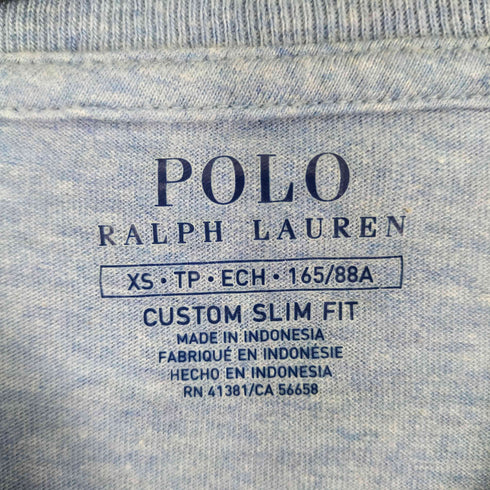 POLO
RALPH LAUREN
XS · TP · ECH · 165/88A
CUSTOM SLIM FIT
MADE IN INDONESIA
FABRIQUÉ EN INDONÉSIE
HECHO EN INDONESIA
RN 41381/CA 56658